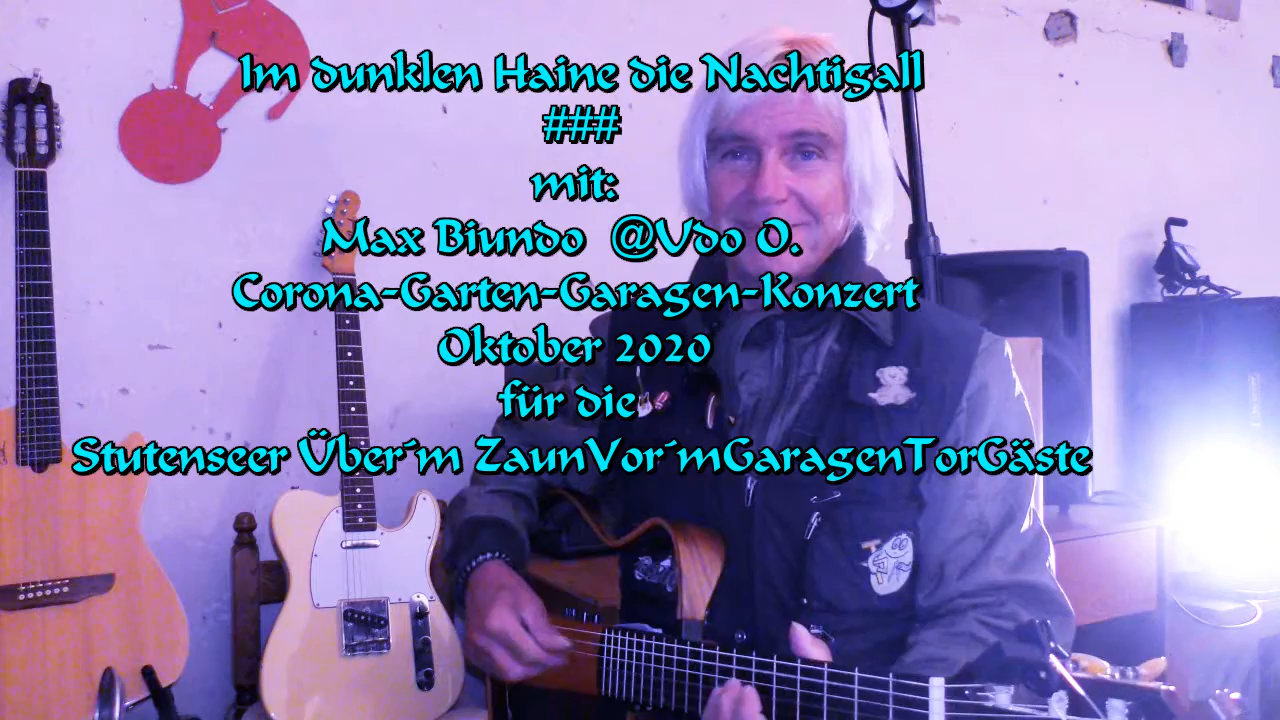 Im dunklen Haine die Nachtigall
###
mit:
Max Biundo @Udo O.
Corona-Garten-Garagen-Konzert
Oktober 2020
für die
Stutenseer Über´m ZaunVor´mGaragenTorGäste